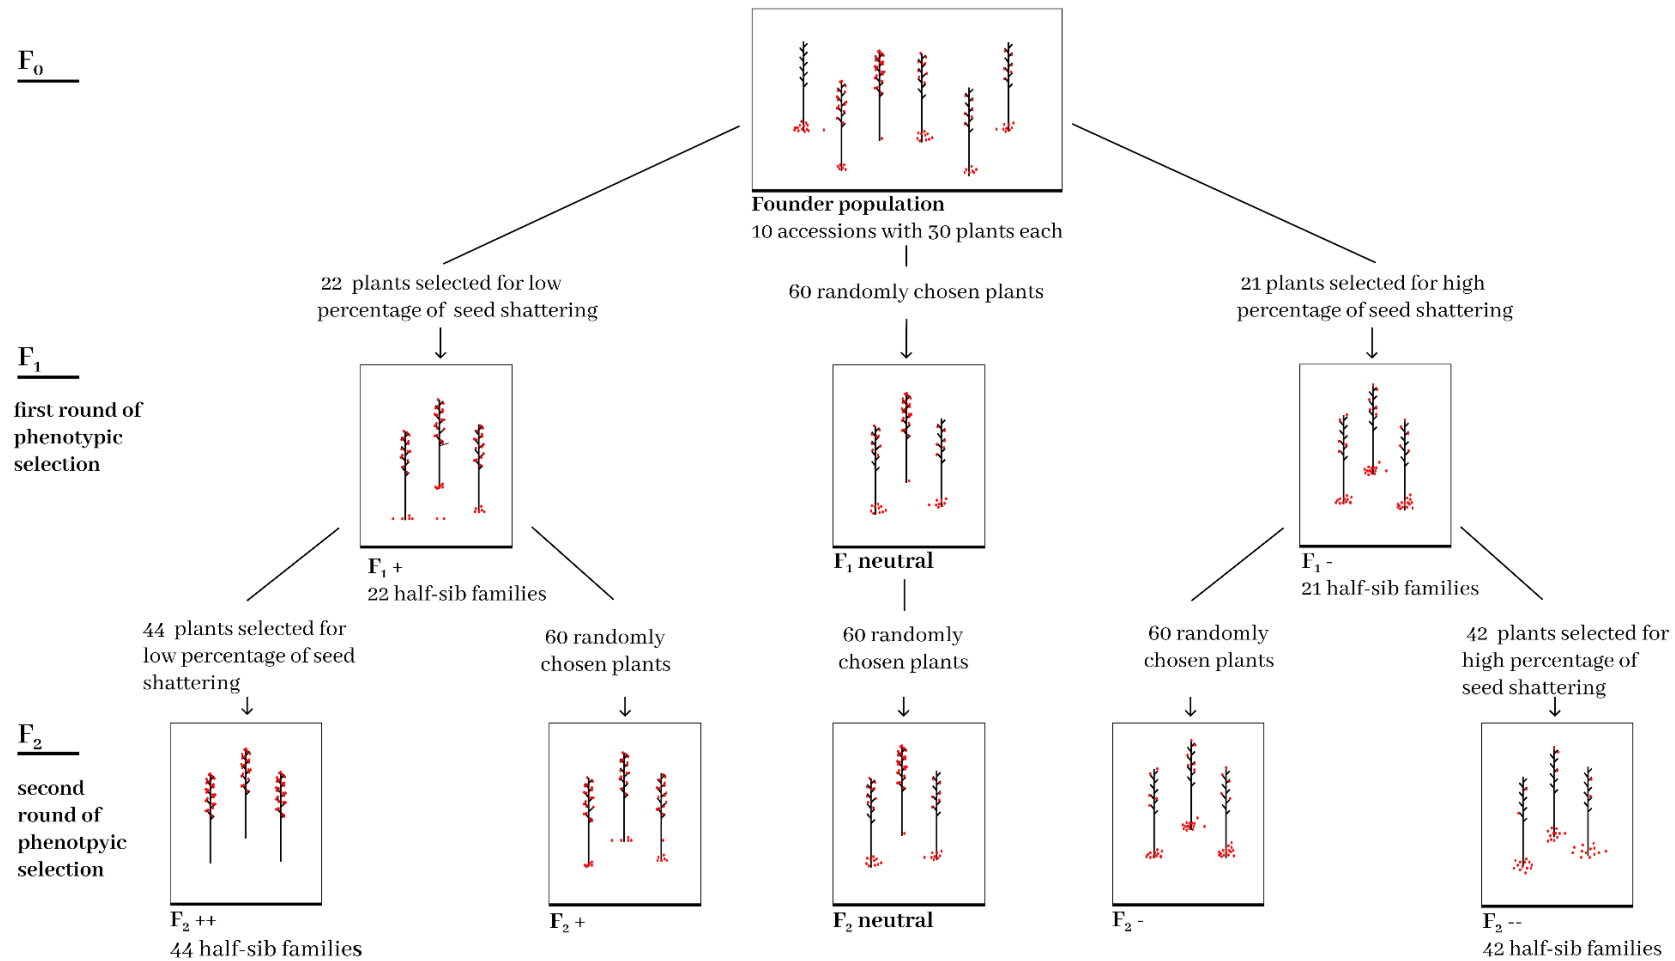 F₀
Founder population
10 accessions with 30 plants each
22 plants selected for low
percentage of seed shattering
60 randomly chosen plants
21 plants selected for high
percentage of seed shattering
F₁
first round of
phenotypic
selection
F₁ +
22 half-sib families
F₁ neutral
F₁ -
21 half-sib families
44 plants selected for
low percentage of seed
shattering
60 randomly
chosen plants
60 randomly
chosen plants
60 randomly
chosen plants
42 plants selected for
high percentage of
seed shattering
F₂
second
round of
phenotpyic
selection
F₂ ++
44 half-sib families
F₂ +
F₂ neutral
F₂ -
F₂ --
42 half-sib families